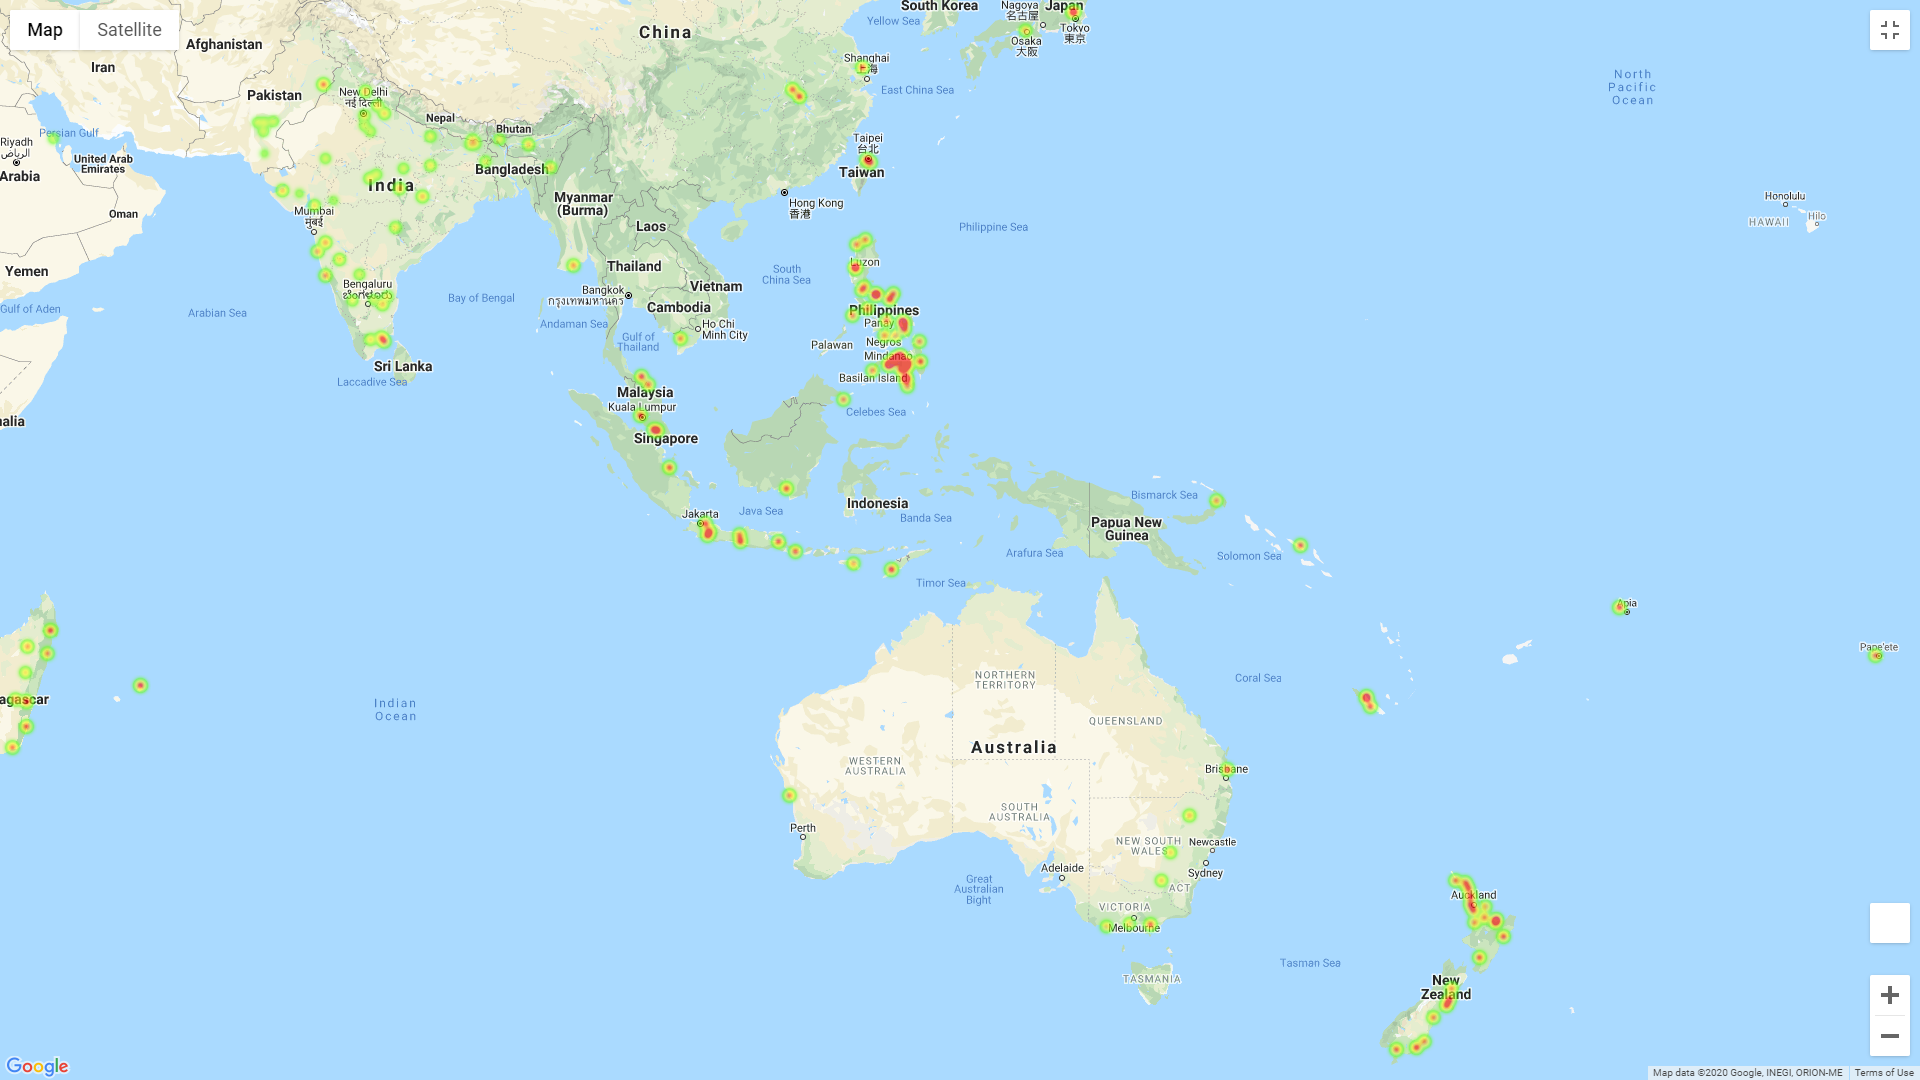 Map
Satellite
South Korea
Nagoya
名古屋
Japan
Tokyo
東京
Osaka
大阪
Yellow Sea
China
Afghanistan
Iran
Shanghai
East China Sea
North
Pacific
Ocean
Pakistan
New Delhi
नई दिल्ली
Nepal
Bhutan
Persian Gulf
Riyadh
الرياض
United Arab
Emirates
Taipei
台北
Taiwan
Arabia
Bangladesh
India
Myanmar
(Burma)
Hong Kong
香港
Honolulu
HAWAII
Hilo
Oman
Mumbai
मुंबई
Laos
Philippine Sea
Yemen
Thailand
Luzon
South
China Sea
Bengaluru
Vietnam
Bangkok
กรุงเทพมหานคร
Bay of Bengal
Gulf of Aden
Arabian Sea
Cambodia
Philippines
Andaman Sea
Panay
Ho Chi
Minh City
Gulf of
Thailand
Palawan
Negros
Mindanao
Sri Lanka
Laccadive Sea
Basilan Island
Malaysia
Kuala Lumpur
Celebes Sea
alia
Singapore
Indonesia
Bismarck Sea
Jakarta
Java Sea
Banda Sea
Papua New
Guinea
Arafura Sea
Solomon Sea
Timor Sea
Apia
Pape'ete
NORTHERN
TERRITORY
Coral Sea
agascar
Indian
Ocean
QUEENSLAND
Australia
WESTERN
AUSTRALIA
Brisbane
SOUTH
AUSTRALIA
Perth
NEW SOUTH
WALES
Newcastle
Adelaide
Sydney
Great
Australian
Bight
ACT
VICTORIA
Auckland
Melbourne
Tasman Sea
TASMANIA
New
Zealand
Google
Map data ©2020 Google, INEGI, ORION-ME
Terms of Use